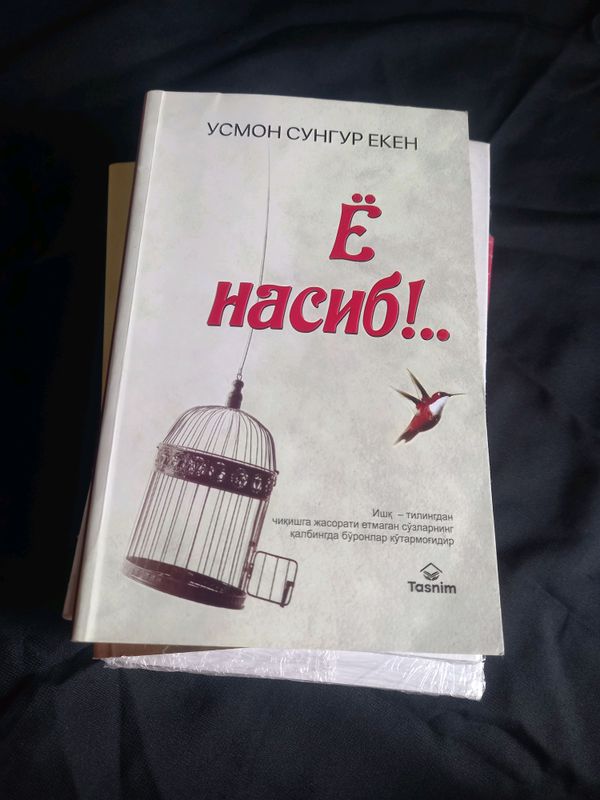 УСМОН СУНГУР ЕКЕН
Ё
насиб!..
Ишқ – тилингдан
чиқишга жасорати етмаган сўзларнинг
қалбингда бўронлар кўтармоғидир
Tasnim